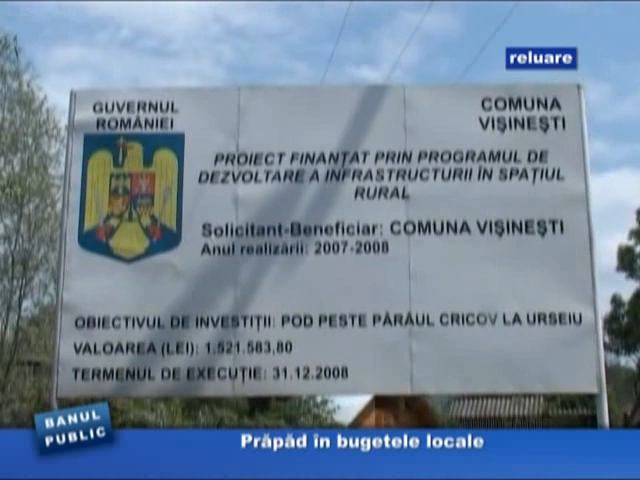 reluare
GUVERNUL
ROMÂNIEI
COMUNA
VIŞINEŞTI
PROIECT FINANŢAT PRIN PROGRAMUL DE
DEZVOLTARE A INFRASTRUCTURII ÎN SPAŢIUL
RURAL
Solicitant-Beneficiar: COMUNA VIŞINEŞTI
Anul realizării: 2007-2008
OBIECTIVUL DE INVESTIŢII: POD PESTE PÂRÂUL CRICOV LA URSEIU
VALOAREA (LEI): 1.521.583,80
TERMENUL DE EXECUŢIE: 31.12.2008
BANUL
PUBLIC
Prăpăd în bugetele locale